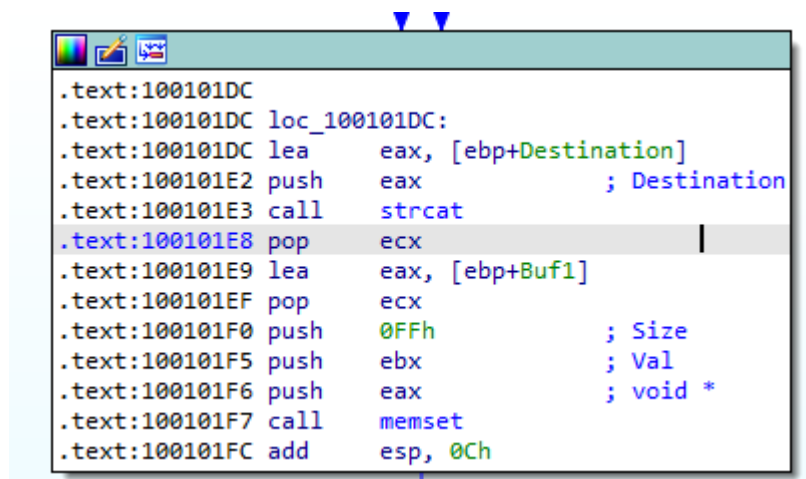 .text:100101DC
.text:100101DC loc_100101DC:
.text:100101DC lea eax, [ebp+Destination]
.text:100101E2 push eax ; Destination
.text:100101E3 call strcat
.text:100101E8 pop ecx
.text:100101E9 lea eax, [ebp+Buf1]
.text:100101EF pop ecx
.text:100101F0 push 0FFh ; Size
.text:100101F5 push ebx ; Val
.text:100101F6 push eax ; void *
.text:100101F7 call memset
.text:100101FC add esp, 0Ch